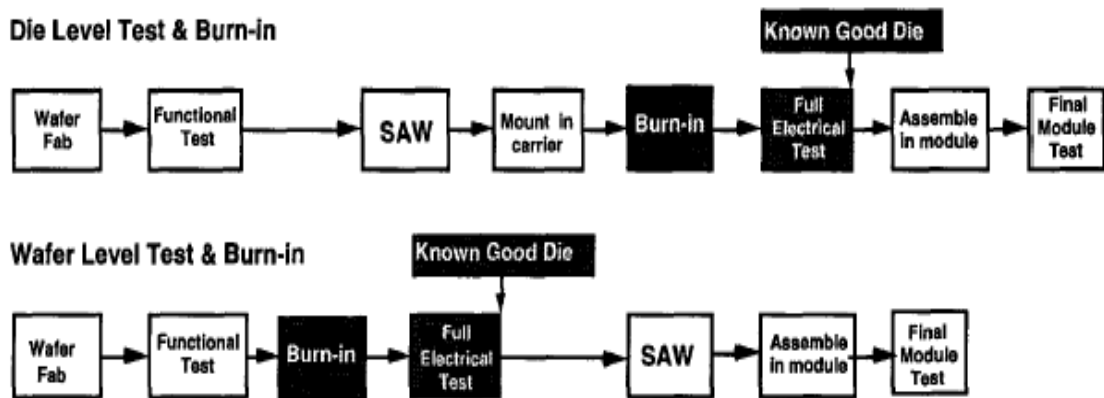 Die Level Test & Burn-in
Known Good Die
Wafer
Fab
Functional
Test
SAW
Mount in
carrier
Burn-in
Full
Electrical
Test
Assemble
in module
Final
Module
Test
Wafer Level Test & Burn-in
Known Good Die
Wafer
Fab
Functional
Test
Burn-in
Full
Electrical
Test
SAW
Assemble
in module
Final
Module
Test